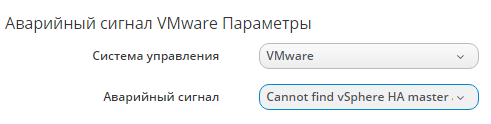 Аварийный сигнал VMware Параметры
Система управления VMware
Аварийный сигнал Cannot find vSphere HA master